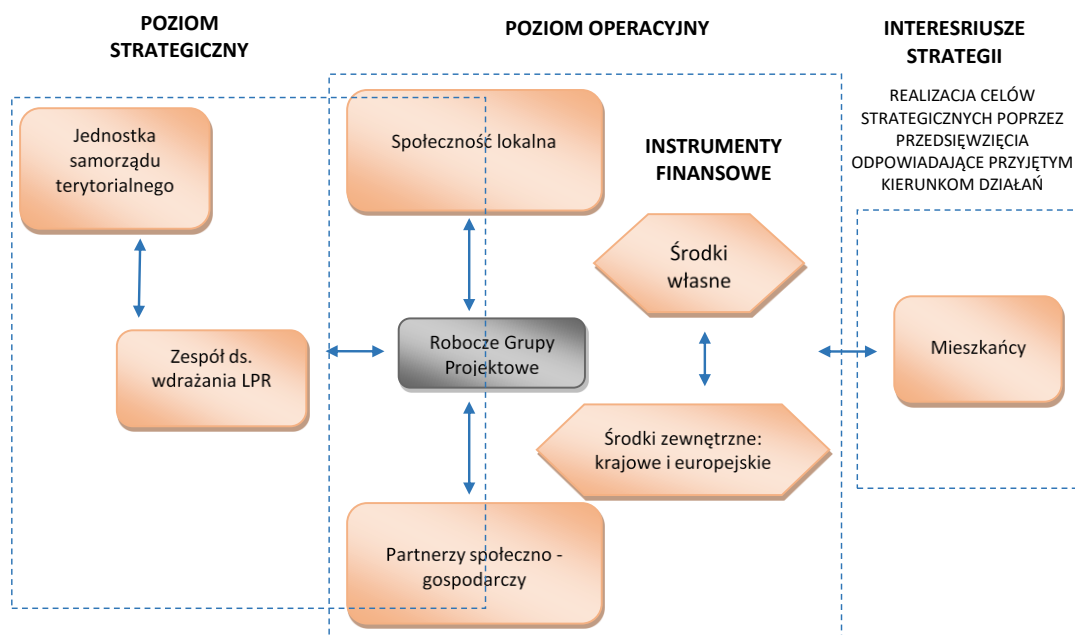 POZIOM
STRATEGICZNY
POZIOM OPERACYJNY
INTERESRIUSZE
STRATEGII
REALIZACJA CELÓW
STRATEGICZNYCH POPRZEZ
PRZEDSIĘWZIĘCIA
ODPOWIADAJĄCE PRZYJĘTYM
KIERUNKOM DZIAŁAŃ
Jednostka
samorządu
terytorialnego
Społeczność lokalna
INSTRUMENTY
FINANSOWE
Środki
własne
Zespół ds.
wdrażania LPR
Robocze Grupy
Projektowe
Mieszkańcy
Środki zewnętrzne:
krajowe i europejskie
Partnerzy społeczno -
gospodarczy